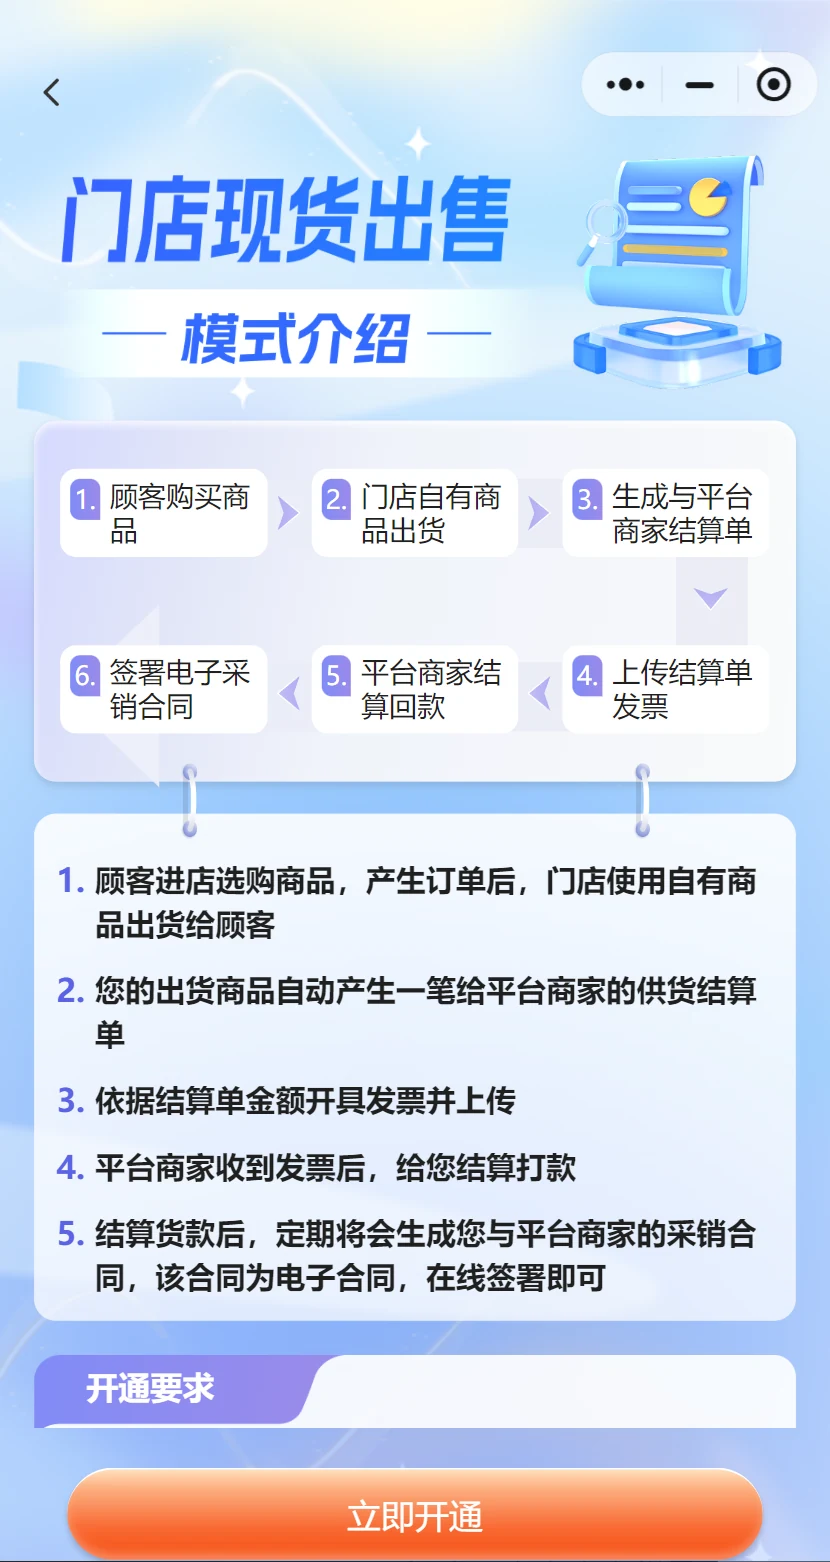 门店现货出售
模式介绍
1. 顾客购买商
品
2. 门店自有商
品出货
3. 生成与平台
商家结算单
6. 签署电子采
销合同
5. 平台商家结
算回款
4. 上传结算单
发票
1. 顾客进店选购商品，产生订单后，门店使用自有商
品出货给顾客
2. 您的出货商品自动产生一笔给平台商家的供货结算
单
3. 依据结算单金额开具发票并上传
4. 平台商家收到发票后，给您结算打款
5. 结算货款后，定期将会生成您与平台商家的采销合
同，该合同为电子合同，在线签署即可
开通要求
立即开通